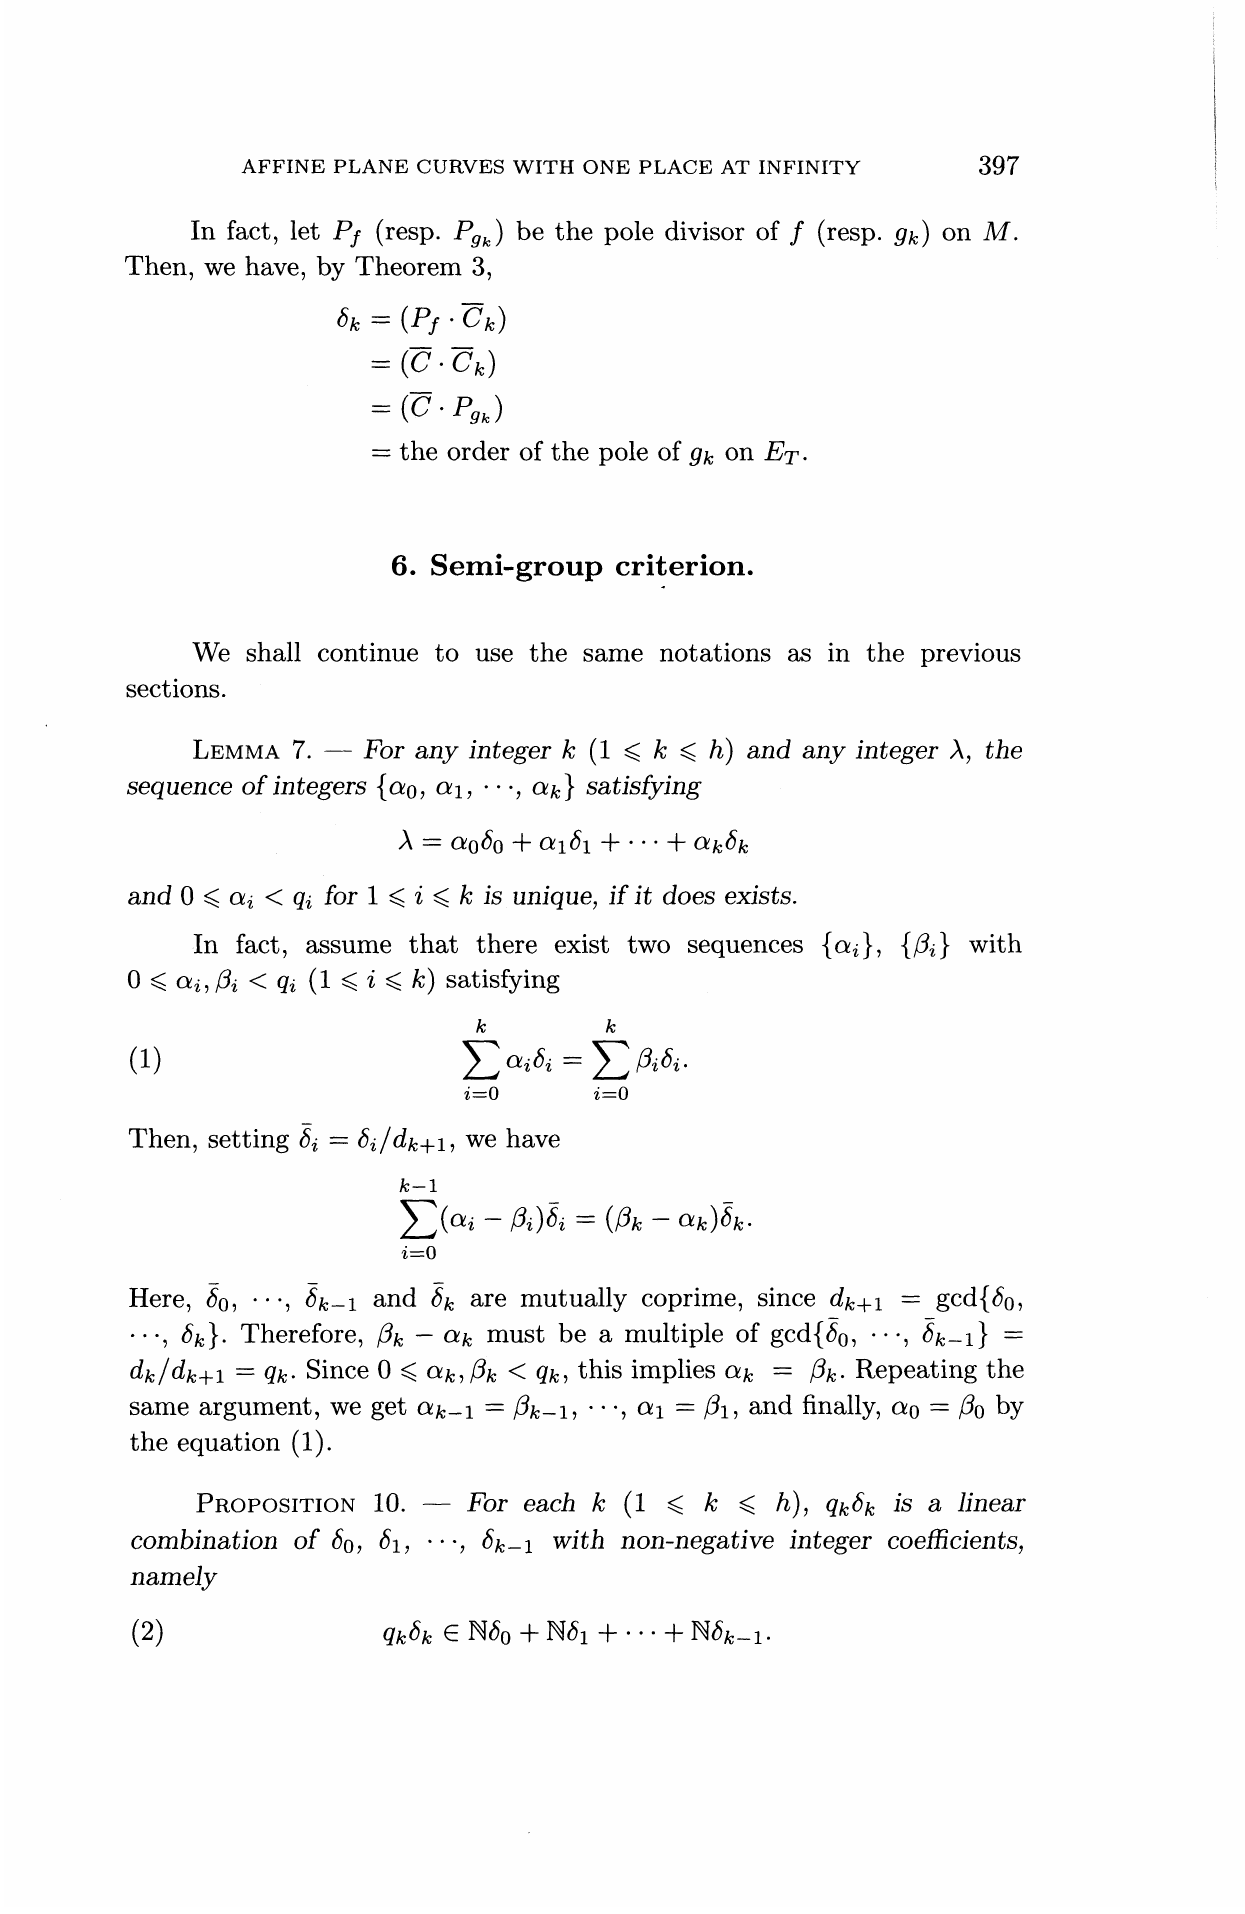 AFFINE PLANE CURVES WITH ONE PLACE AT INFINITY 397
In fact, let $P_f$ (resp. $P_{g_k}$) be the pole divisor of $f$ (resp. $g_k$) on $M$.
Then, we have, by Theorem 3,
$\delta_k = (P_f \cdot \overline{C}_k)$
$= (\overline{C} \cdot \overline{C}_k)$
$= (\overline{C} \cdot P_{g_k})$
= the order of the pole of $g_k$ on $E_T$.
6. Semi-group criterion.
We shall continue to use the same notations as in the previous
sections.
LEMMA 7. — For any integer $k$ ($1 \leqslant k \leqslant h$) and any integer $\lambda$, the
sequence of integers $\{\alpha_0, \alpha_1, \cdots, \alpha_k\}$ satisfying
$\lambda = \alpha_0\delta_0 + \alpha_1\delta_1 + \cdots + \alpha_k\delta_k$
and $0 \leqslant \alpha_i < q_i$ for $1 \leqslant i \leqslant k$ is unique, if it does exists.
In fact, assume that there exist two sequences $\{\alpha_i\}$, $\{\beta_i\}$ with
$0 \leqslant \alpha_i, \beta_i < q_i$ ($1 \leqslant i \leqslant k$) satisfying
(1) $\sum_{i=0}^{k} \alpha_i\delta_i = \sum_{i=0}^{k} \beta_i\delta_i.$
Then, setting $\bar{\delta}_i = \delta_i/d_{k+1}$, we have
$\sum_{i=0}^{k-1} (\alpha_i - \beta_i)\bar{\delta}_i = (\beta_k - \alpha_k)\bar{\delta}_k.$
Here, $\bar{\delta}_0, \cdots, \bar{\delta}_{k-1}$ and $\bar{\delta}_k$ are mutually coprime, since $d_{k+1} = \gcd\{\delta_0,$
$\cdots, \delta_k\}$. Therefore, $\beta_k - \alpha_k$ must be a multiple of $\gcd\{\bar{\delta}_0, \cdots, \bar{\delta}_{k-1}\} =$
$d_k/d_{k+1} = q_k$. Since $0 \leqslant \alpha_k, \beta_k < q_k$, this implies $\alpha_k = \beta_k$. Repeating the
same argument, we get $\alpha_{k-1} = \beta_{k-1}, \cdots, \alpha_1 = \beta_1$, and finally, $\alpha_0 = \beta_0$ by
the equation (1).
PROPOSITION 10. — For each $k$ ($1 \leqslant k \leqslant h$), $q_k\delta_k$ is a linear
combination of $\delta_0, \delta_1, \cdots, \delta_{k-1}$ with non-negative integer coefficients,
namely
(2) $q_k\delta_k \in \mathbb{N}\delta_0 + \mathbb{N}\delta_1 + \cdots + \mathbb{N}\delta_{k-1}.$